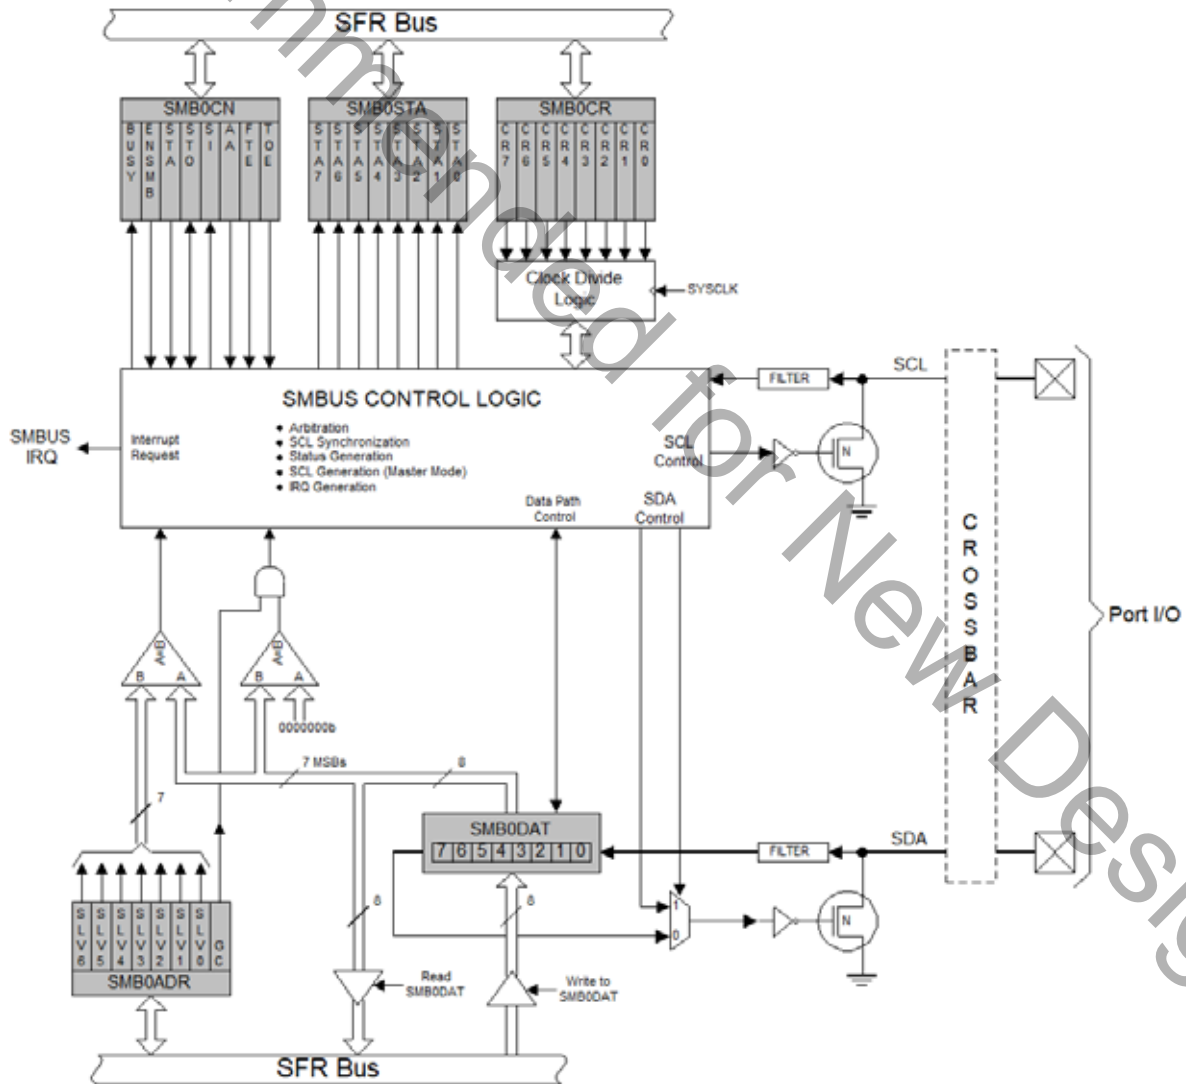 SFR Bus
SMB0CN
BUSY
ENSMB
STA
STO
SI
AA
FTE
TOE
SMB0STA
STA7
STA6
STA5
STA4
STA3
STA2
STA1
STA0
SMB0CR
CR7
CR6
CR5
CR4
CR3
CR2
CR1
CR0
Clock Divide
Logic
SYSCLK
SMBUS CONTROL LOGIC
Arbitration
SCL Synchronization
Status Generation
SCL Generation (Master Mode)
IRQ Generation
SMBUS
IRQ
Interrupt
Request
SCL
Control
Data Path
Control
SDA
Control
FILTER
SCL
N
CROSSBAR
Port I/O
A=B
B
A
A=B
B
A
0000000b
7 MSBs
8
7
SMB0DAT
7 6 5 4 3 2 1 0
FILTER
SDA
1
0
N
8
8
SLV6
SLV5
SLV4
SLV3
SLV2
SLV1
SLV0
GC
SMB0ADR
Read
SMB0DAT
Write to
SMB0DAT
SFR Bus
mmended for New Desig